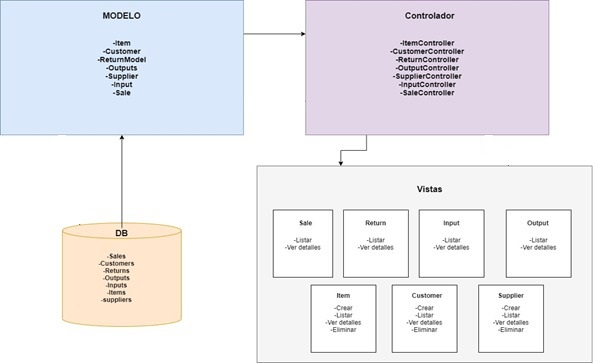 MODELO
-Item
-Customer
-ReturnModel
-Outputs
-Supplier
-Input
-Sale
Controlador
-ItemController
-CustomerController
-ReturnController
-OutputController
-SupplierController
-InputController
-SaleController
DB
-Sales
-Customers
-Returns
-Outputs
-Inputs
-Items
-suppliers
Vistas
Sale
-Listar
-Ver detalles
Return
-Listar
-Ver detalles
Input
-Listar
-Ver detalles
Output
-Listar
-Ver detalles
Item
-Crear
-Listar
-Ver detalles
-Eliminar
Customer
-Crear
-Listar
-Ver detalles
-Eliminar
Supplier
-Crear
-Listar
-Ver detalles
-Eliminar